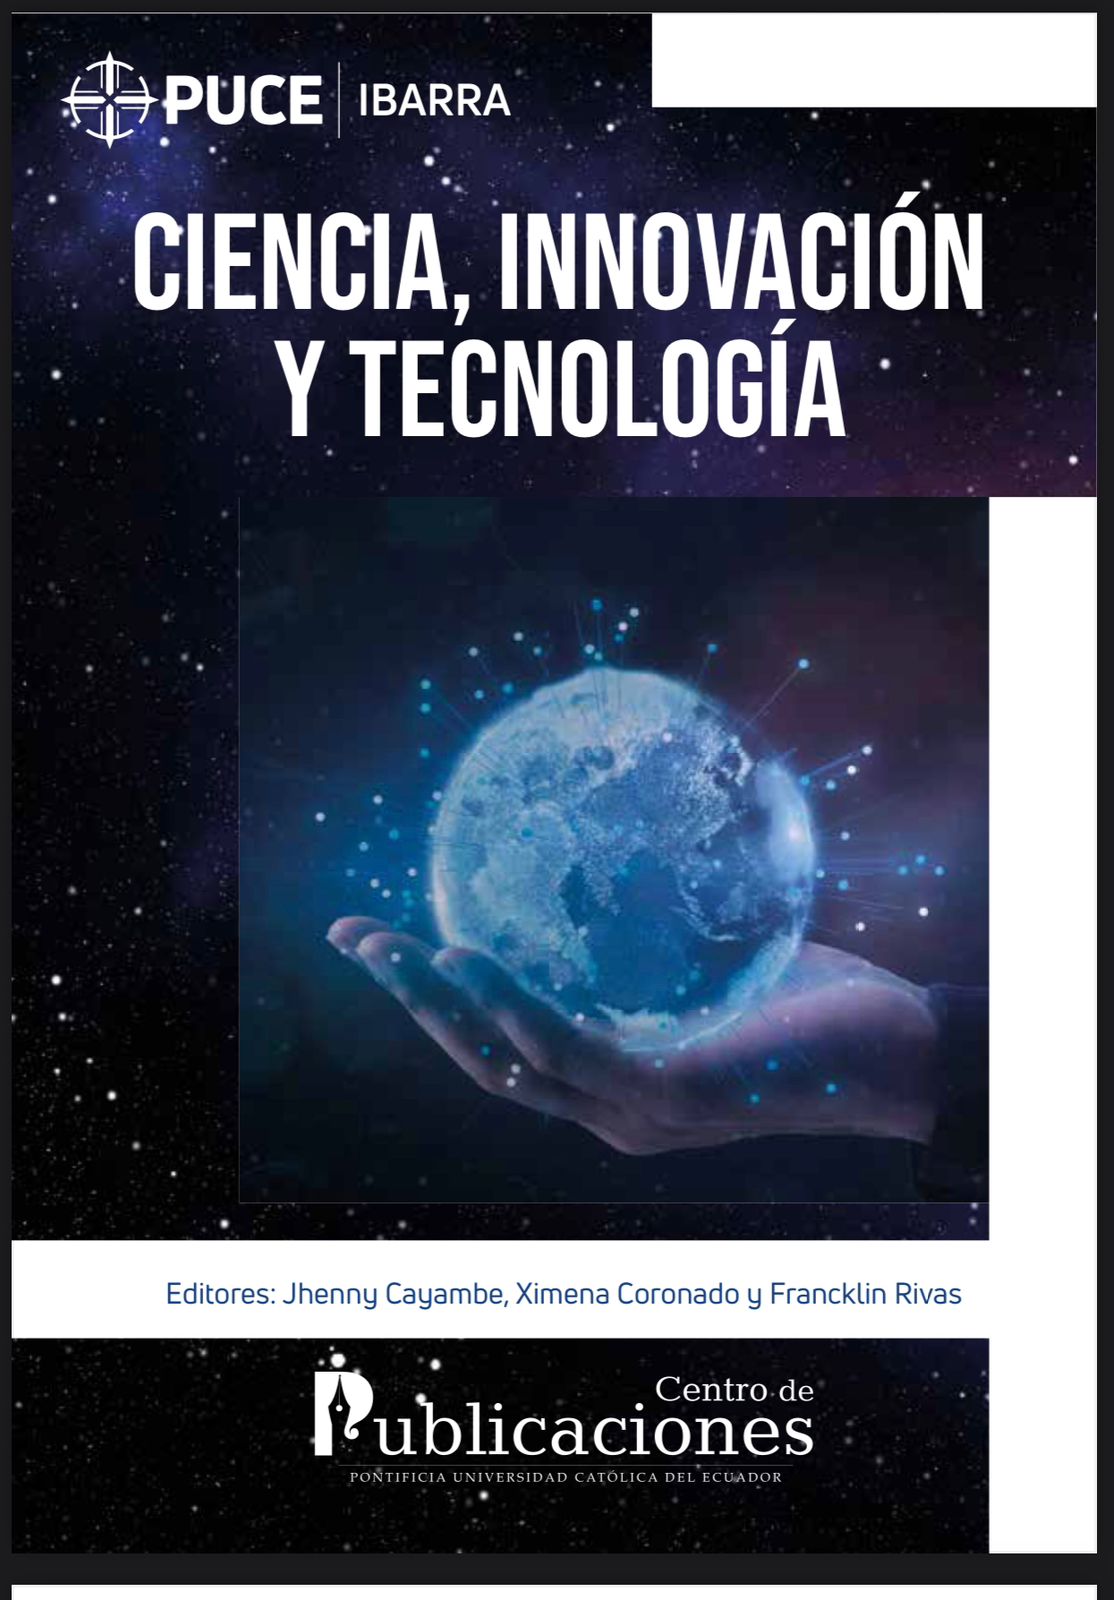 PUCE IBARRA
CIENCIA, INNOVACIÓN
Y TECNOLOGÍA
Editores: Jhenny Cayambe, Ximena Coronado y Francklin Rivas
Centro de
Publicaciones
PONTIFICIA UNIVERSIDAD CATÓLICA DEL ECUADOR